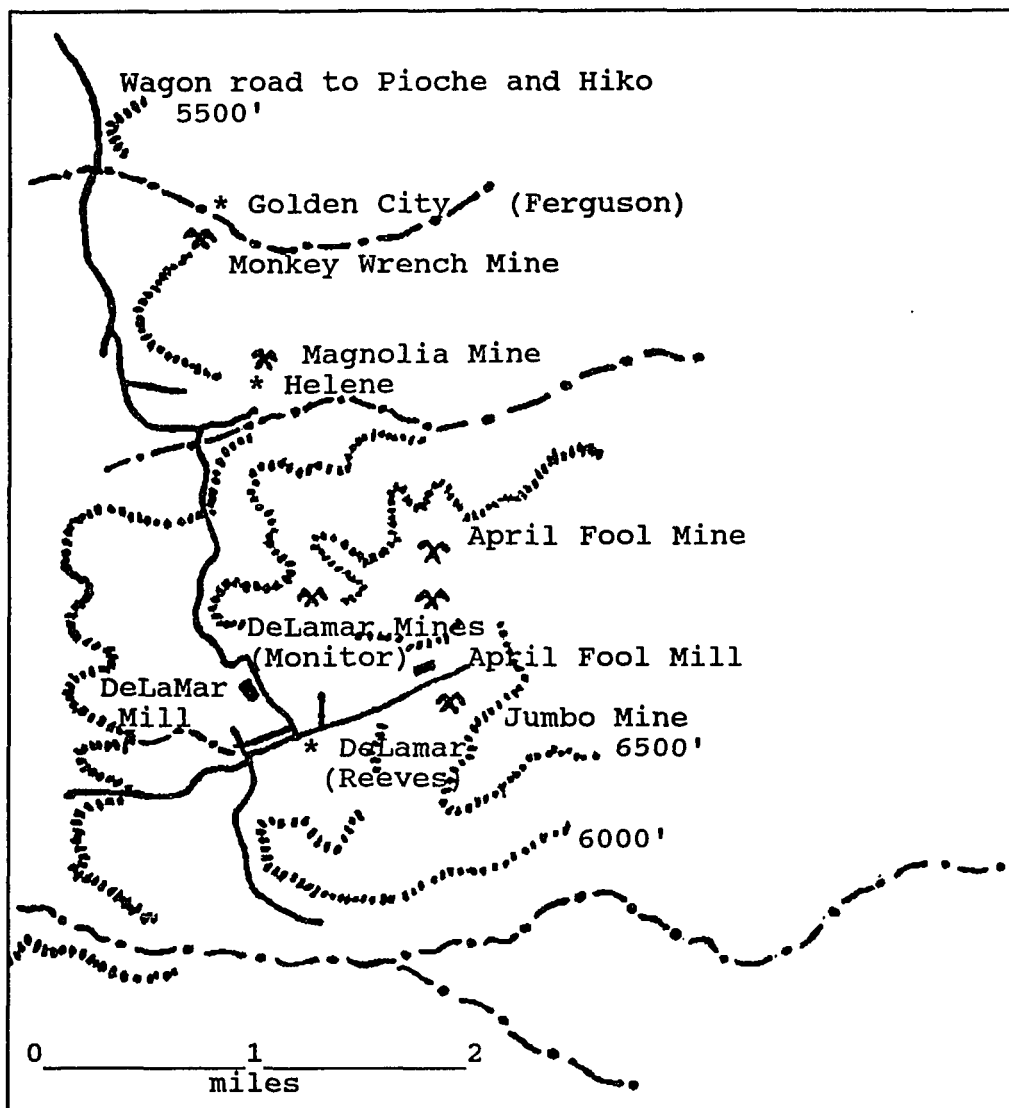 Wagon road to Pioche and Hiko
5500'
* Golden City (Ferguson)
Monkey Wrench Mine
Magnolia Mine
* Helene
April Fool Mine
DeLamar Mines
(Monitor)
April Fool Mill
DeLaMar
Mill
Jumbo Mine
* DeLamar
(Reeves)
6500'
6000'
0 1 2
miles